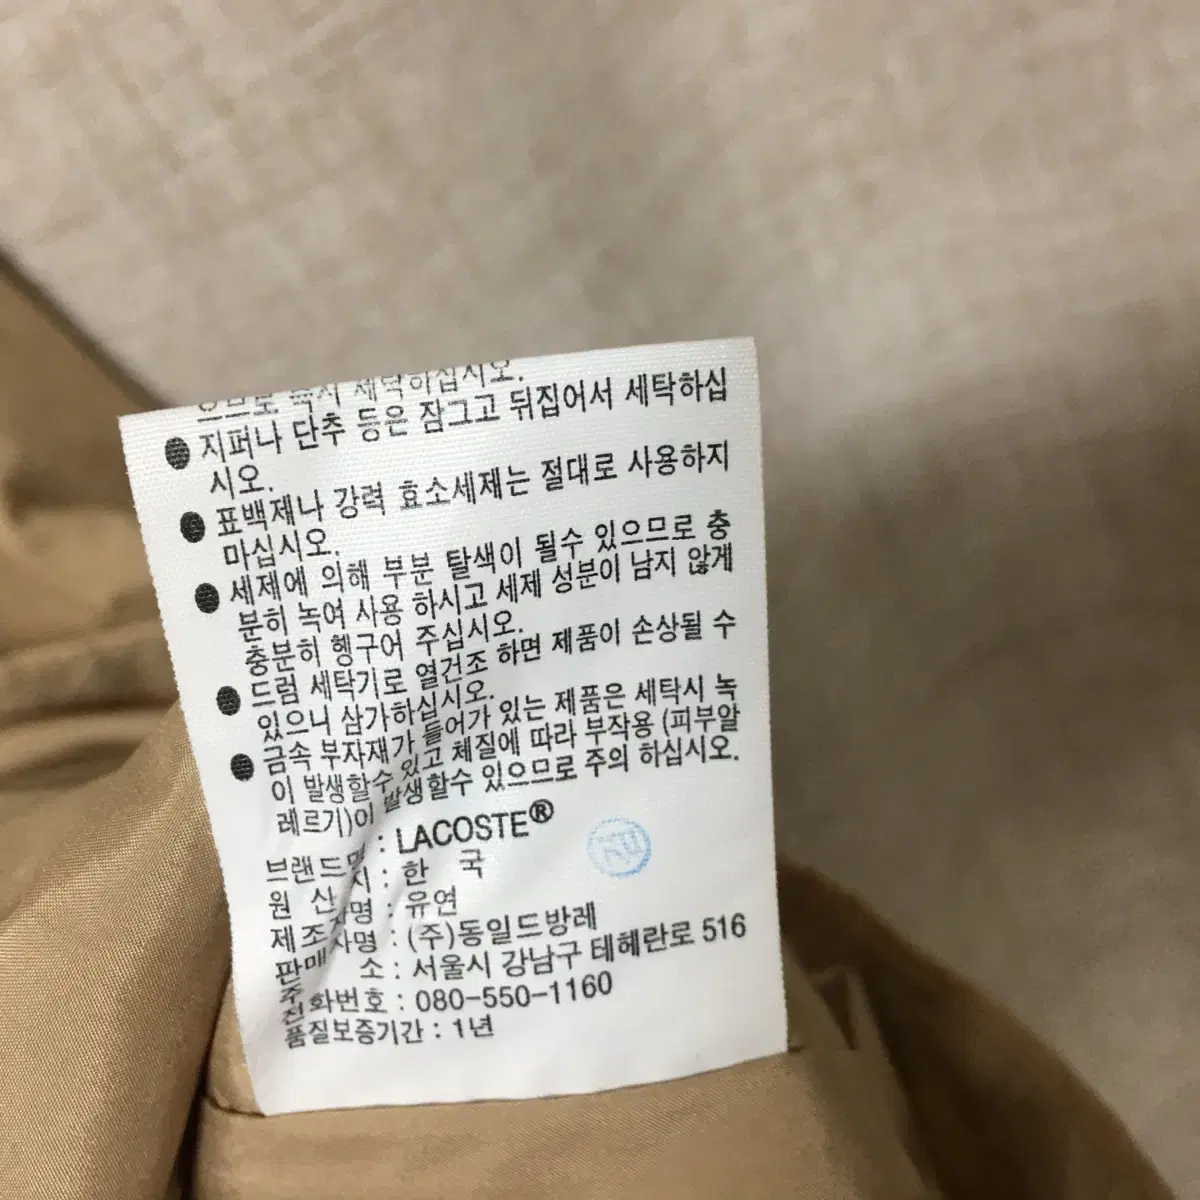 으므로 즉시 세탁하십시오.
● 지퍼나 단추 등은 잠그고 뒤집어서 세탁하십
시오.
● 표백제나 강력 효소세제는 절대로 사용하지
마십시오.
● 세제에 의해 부분 탈색이 될수 있으므로 충
분히 녹여 사용 하시고 세제 성분이 남지 않게
충분히 헹구어 주십시오.
● 드럼 세탁기로 열건조 하면 제품이 손상될 수
있으니 삼가하십시오.
● 금속 부자재가 들어가 있는 제품은 세탁시 녹
이 발생할수 있고 체질에 따라 부작용 (피부알
레르기)이 발생할수 있으므로 주의 하십시오.
브랜드명 : LACOSTE®
원 산 지 : 한 국
제조자명 : 유연
판매자명 : (주)동일드방레
주 소 : 서울시 강남구 테헤란로 516
전화번호 : 080-550-1160
품질보증기간 : 1년